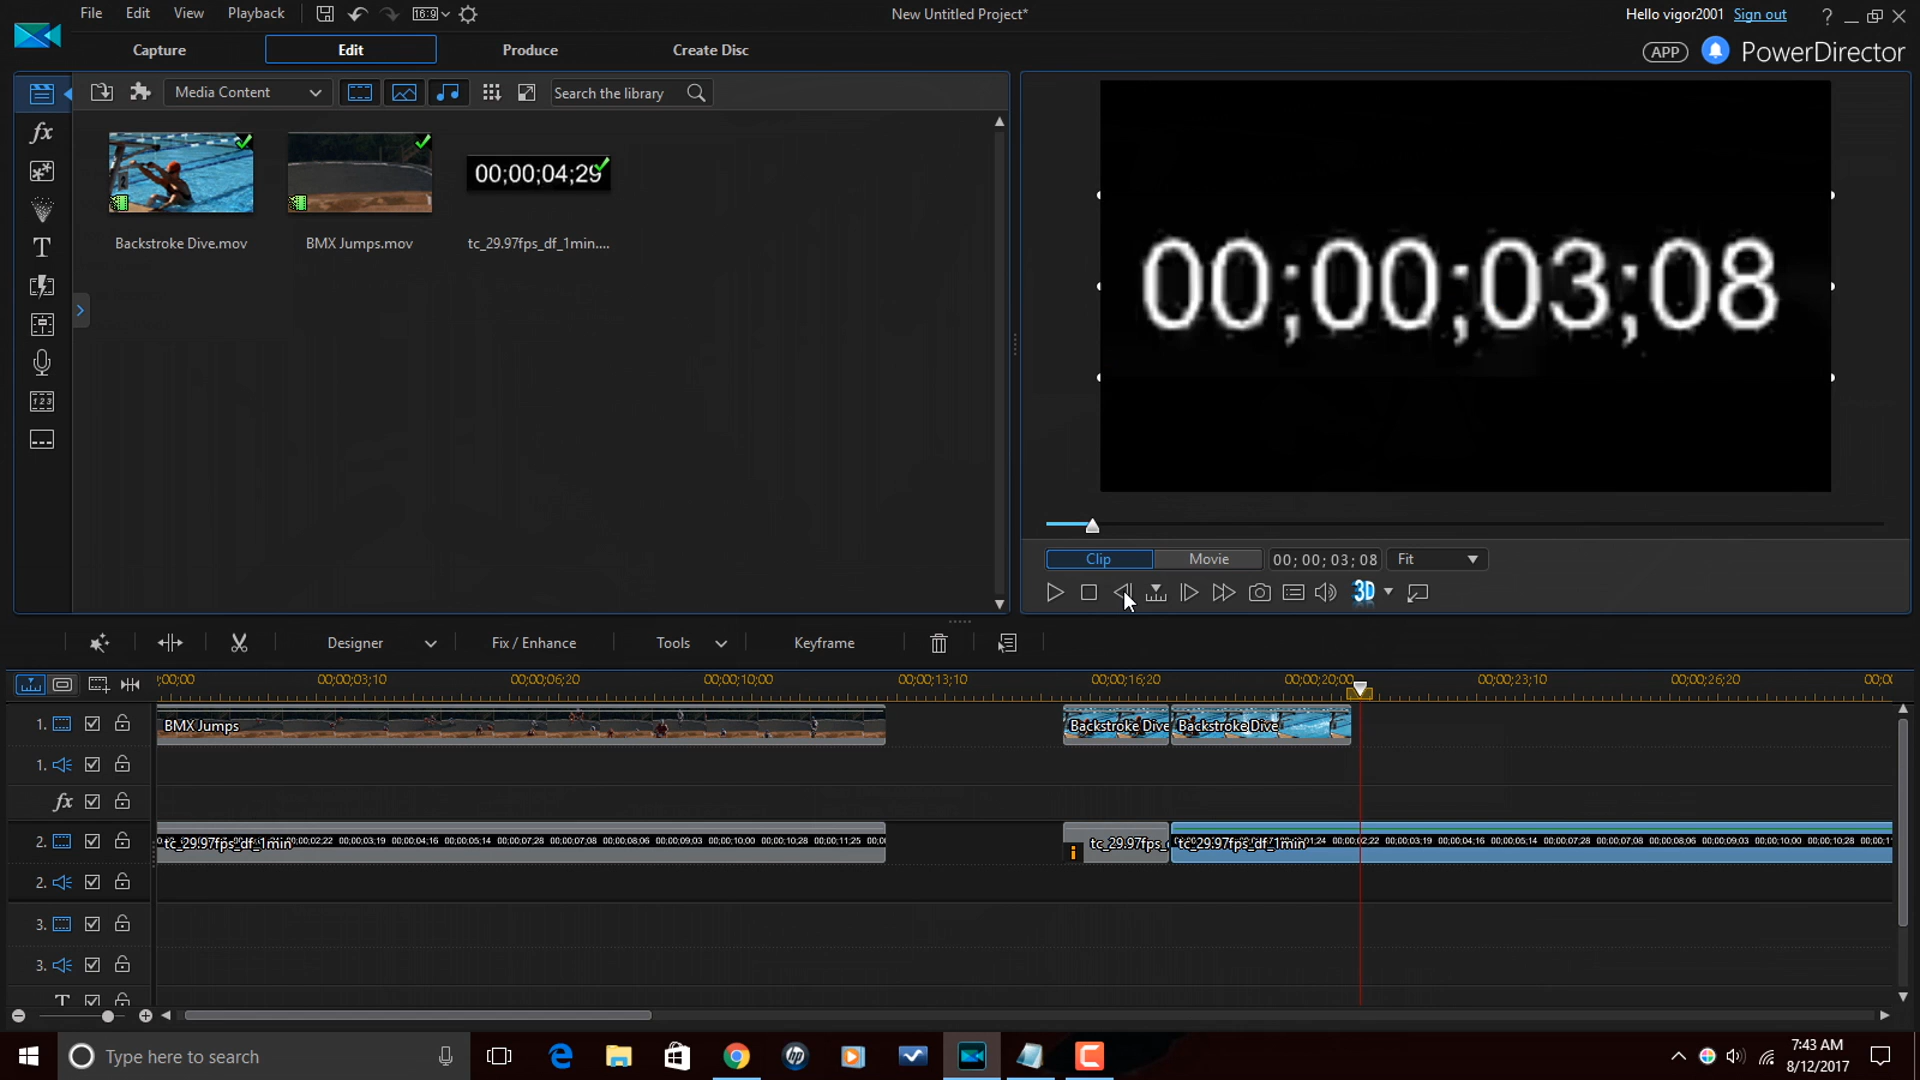 File Edit View Playback 16:9 New Untitled Project* Hello vigor2001 Sign out ?
Capture Edit Produce Create Disc APP PowerDirector
Media Content Search the library
00;00;04;29
Backstroke Dive.mov BMX Jumps.mov tc_29.97fps_df_1min....
00;00;03;08
Clip Movie 00; 00; 03; 08 Fit
3D
Designer Fix / Enhance Tools Keyframe
;00;00 00;00;03;10 00;00;06;20 00;00;10;00 00;00;13;10 00;00;16;20 00;00;20;00 00;00;23;10 00;00;26;20 00;0
1. BMX Jumps Backstroke Dive Backstroke Dive
1.
fx
2. tc_29.97fps_df_1min 00;00;02;22 00;00;03;19 00;00;04;16 00;00;05;14 00;00;07;28 00;00;07;08 00;00;08;06 00;00;09;03 00;00;10;00 00;00;10;28 00;00;11;25 tc_29.97fps_ tc_29.97fps_df_1min 00;00;02;22 00;00;03;19 00;00;04;16 00;00;05;14 00;00;07;28 00;00;07;08 00;00;08;06 00;00;09;03 00;00;10;00 00;00;10;28
2.
3.
3.
T
Type here to search 7:43 AM
8/12/2017